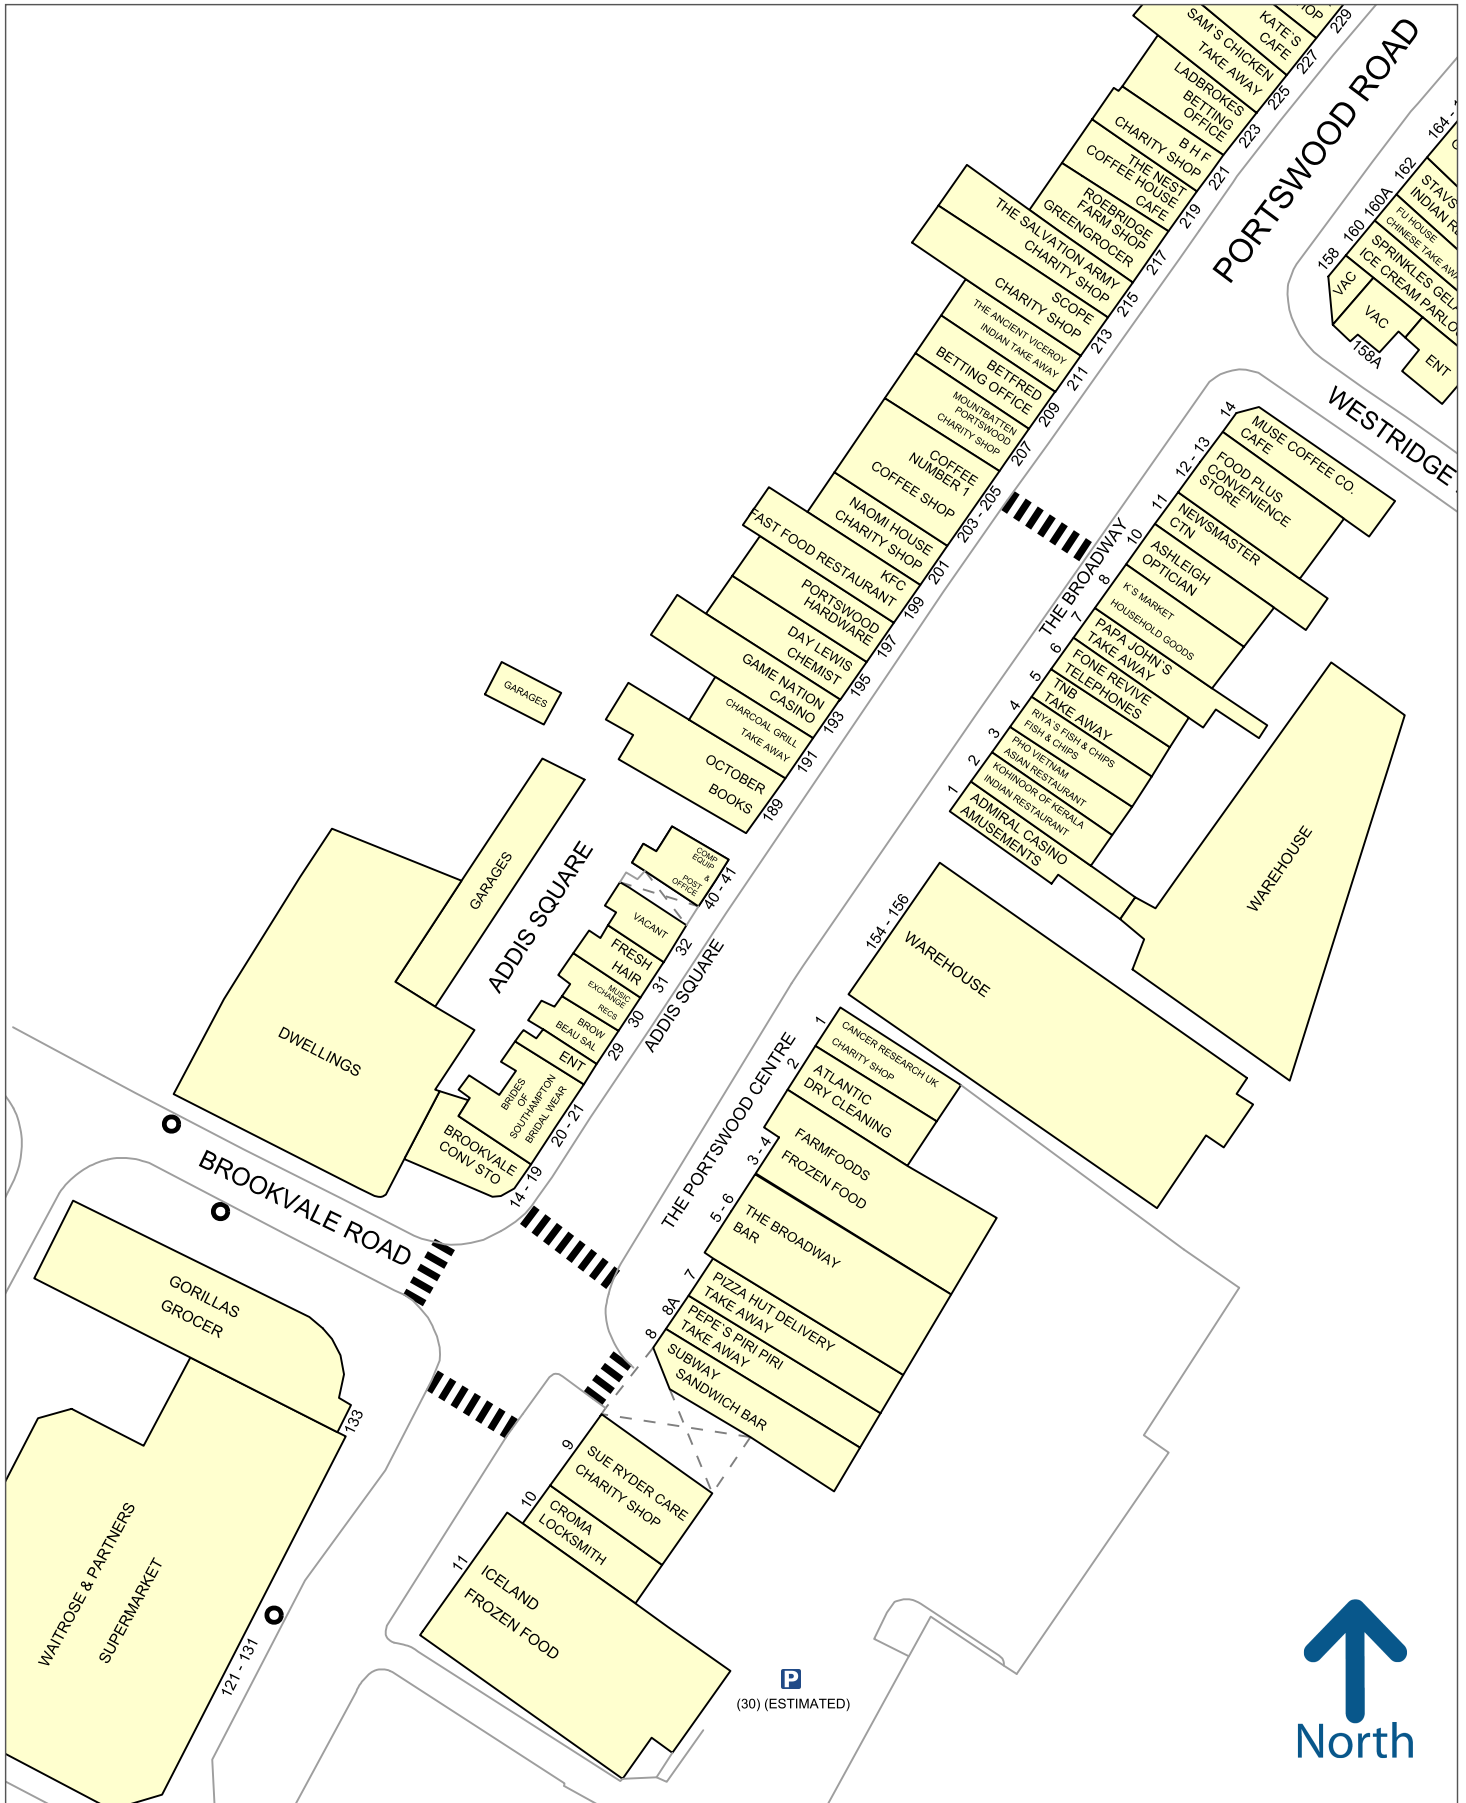 HOP
229
KATE'S
CAFE
227
SAM'S CHICKEN
TAKE AWAY
225
LADBROKES
BETTING
OFFICE
223
B H F
CHARITY SHOP
221
THE NEST
COFFEE HOUSE
CAFE
219
ROEBRIDGE
FARM SHOP
GREENGROCER
217
THE SALVATION ARMY
CHARITY SHOP
215
SCOPE
CHARITY SHOP
213
THE ANCIENT VICEROY
INDIAN TAKE AWAY
211
BETFRED
BETTING OFFICE
209
MOUNTBATTEN
PORTSWOOD
CHARITY SHOP
207
COFFEE
NUMBER 1
COFFEE SHOP
203 - 205
NAOMI HOUSE
CHARITY SHOP
201
KFC
FAST FOOD RESTAURANT
199
PORTSWOOD
HARDWARE
197
DAY LEWIS
CHEMIST
195
GAME NATION
CASINO
193
CHARCOAL GRILL
TAKE AWAY
191
OCTOBER
BOOKS
189
PORTSWOOD ROAD
164 -
162
STAVS
INDIAN R
160A
FU HOUSE
CHINESE TAKE AWA
160
SPRINKLES GELA
ICE CREAM PARLO
158
VAC
VAC
158A
ENT
WESTRIDGE
14
MUSE COFFEE CO.
CAFE
12 - 13
FOOD PLUS
CONVENIENCE
STORE
11
NEWSMASTER
CTN
10
ASHLEIGH
OPTICIAN
THE BROADWAY
8
K'S MARKET
HOUSEHOLD GOODS
7
PAPA JOHN'S
TAKE AWAY
6
FONE REVIVE
TELEPHONES
5
TNB
TAKE AWAY
4
RIYA'S FISH & CHIPS
FISH & CHIPS
3
PHO VIETNAM
ASIAN RESTAURANT
2
KOHINOOR OF KERALA
INDIAN RESTAURANT
1
ADMIRAL CASINO
AMUSEMENTS
WAREHOUSE
154 - 156
WAREHOUSE
GARAGES
GARAGES
ADDIS SQUARE
DWELLINGS
COMP
EQUIP
&
POST
OFFICE
40 - 41
VACANT
32
FRESH
HAIR
31
MUSIC
EXCHANGE
RECS
30
BROW
BEAU SAL
29
ENT
ADDIS SQUARE
BRIDES
OF
SOUTHAMPTON
BRIDAL WEAR
20 - 21
BROOKVALE
CONV STO
14 - 19
BROOKVALE ROAD
THE PORTSWOOD CENTRE
1
CANCER RESEARCH UK
CHARITY SHOP
2
ATLANTIC
DRY CLEANING
3 - 4
FARMFOODS
FROZEN FOOD
5 - 6
THE BROADWAY
BAR
7
PIZZA HUT DELIVERY
TAKE AWAY
8A
PEPE'S PIRI PIRI
TAKE AWAY
8
SUBWAY
SANDWICH BAR
9
SUE RYDER CARE
CHARITY SHOP
10
CROMA
LOCKSMITH
11
ICELAND
FROZEN FOOD
GORILLAS
GROCER
133
WAITROSE & PARTNERS
SUPERMARKET
121 - 131
P
(30) (ESTIMATED)
North